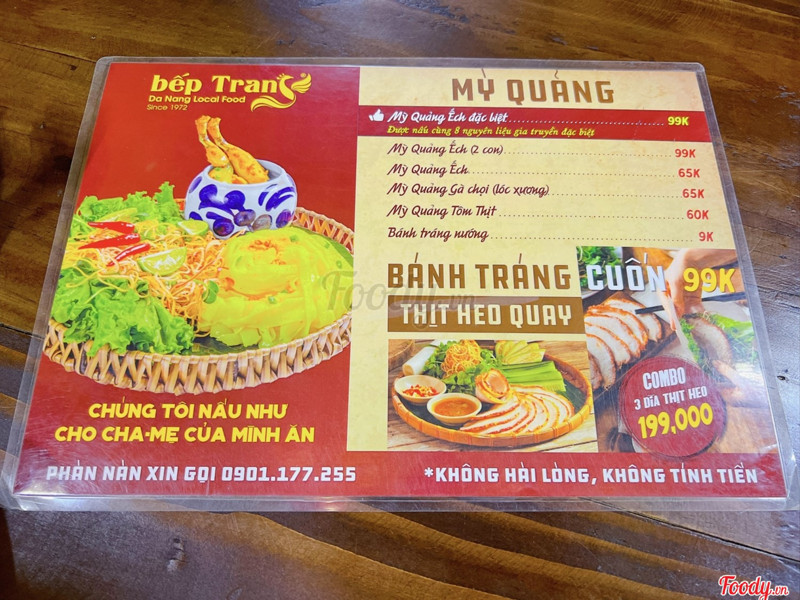 bếp Trang
Da Nang Local Food
Since 1972
CHÚNG TÔI NẤU NHƯ
CHO CHA-MẸ CỦA MÌNH ĂN
MỲ QUẢNG
Mỳ Quảng Ếch đặc biệt 99K
Được nấu cùng 8 nguyên liệu gia truyền đặc biệt
Mỳ Quảng Ếch (2 con) 99K
Mỳ Quảng Ếch 65K
Mỳ Quảng Gà chọi (lóc xương) 65K
Mỳ Quảng Tôm Thịt 60K
Bánh tráng nướng 9K
BÁNH TRÁNG CUỐN 99K
THỊT HEO QUAY
COMBO
3 DĨA THỊT HEO
199,000
PHÀN NÀN XIN GỌI 0901.177.255
*KHÔNG HÀI LÒNG, KHÔNG TÍNH TIỀN
Foody.vn
Foody.vn